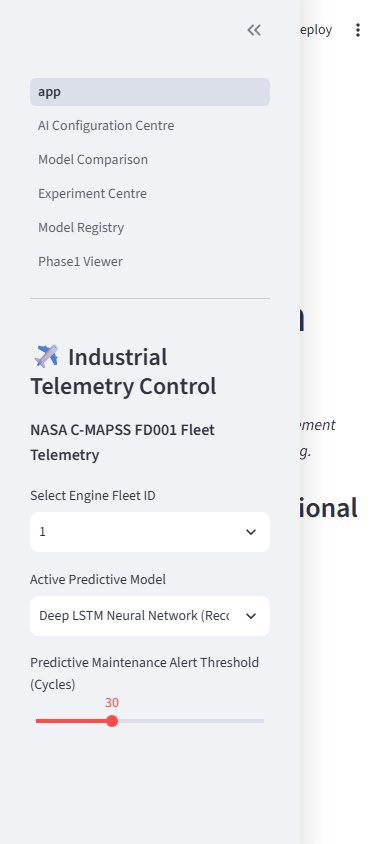 eploy
app
AI Configuration Centre
Model Comparison
Experiment Centre
Model Registry
Phase1 Viewer
Industrial
Telemetry Control
NASA C-MAPSS FD001 Fleet
Telemetry
Select Engine Fleet ID
1
Active Predictive Model
Deep LSTM Neural Network (Reco
Predictive Maintenance Alert Threshold
(Cycles)
30
n
ement
g.
ional